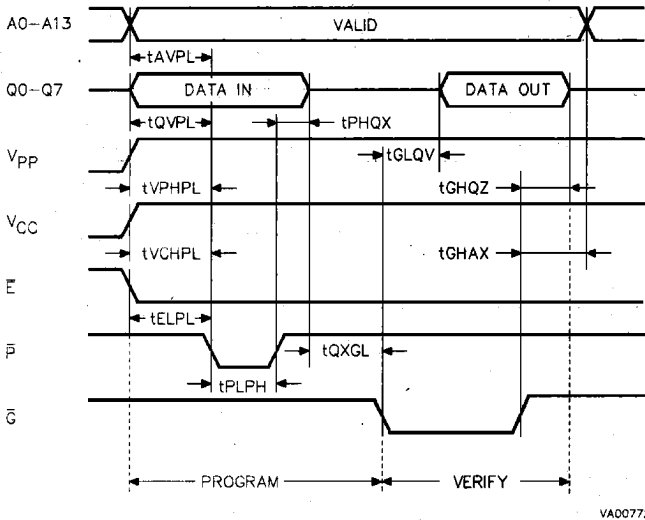 A0-A13
VALID
tAVPL
Q0-Q7
DATA IN
DATA OUT
tQVPL
tPHQX
VPP
tGLQV
tVPHPL
tGHQZ
VCC
tVCHPL
tGHAX
E̅
tELPL
P̅
tQXGL
tPLPH
G̅
PROGRAM
VERIFY